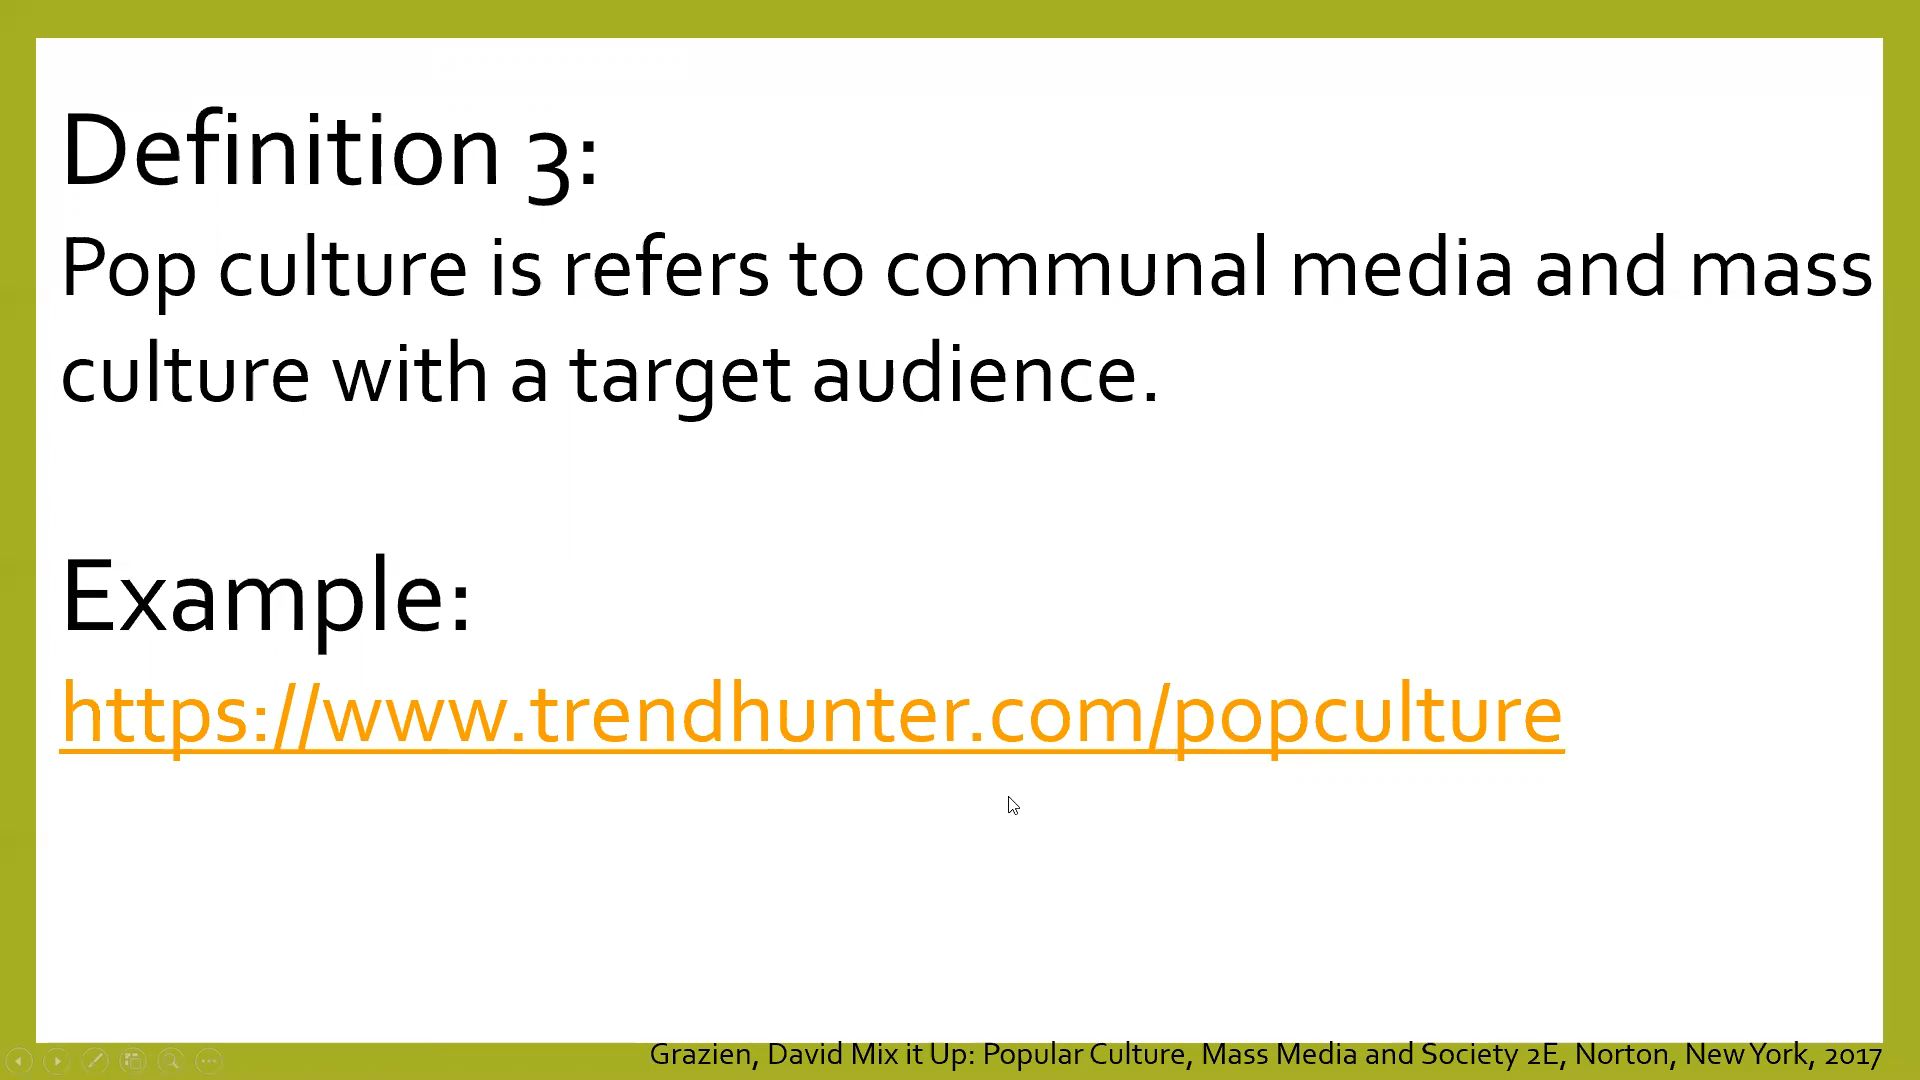 Definition 3:
Pop culture is refers to communal media and mass
culture with a target audience.
Example:
https://www.trendhunter.com/popculture
Grazien, David Mix it Up: Popular Culture, Mass Media and Society 2E, Norton, New York, 2017